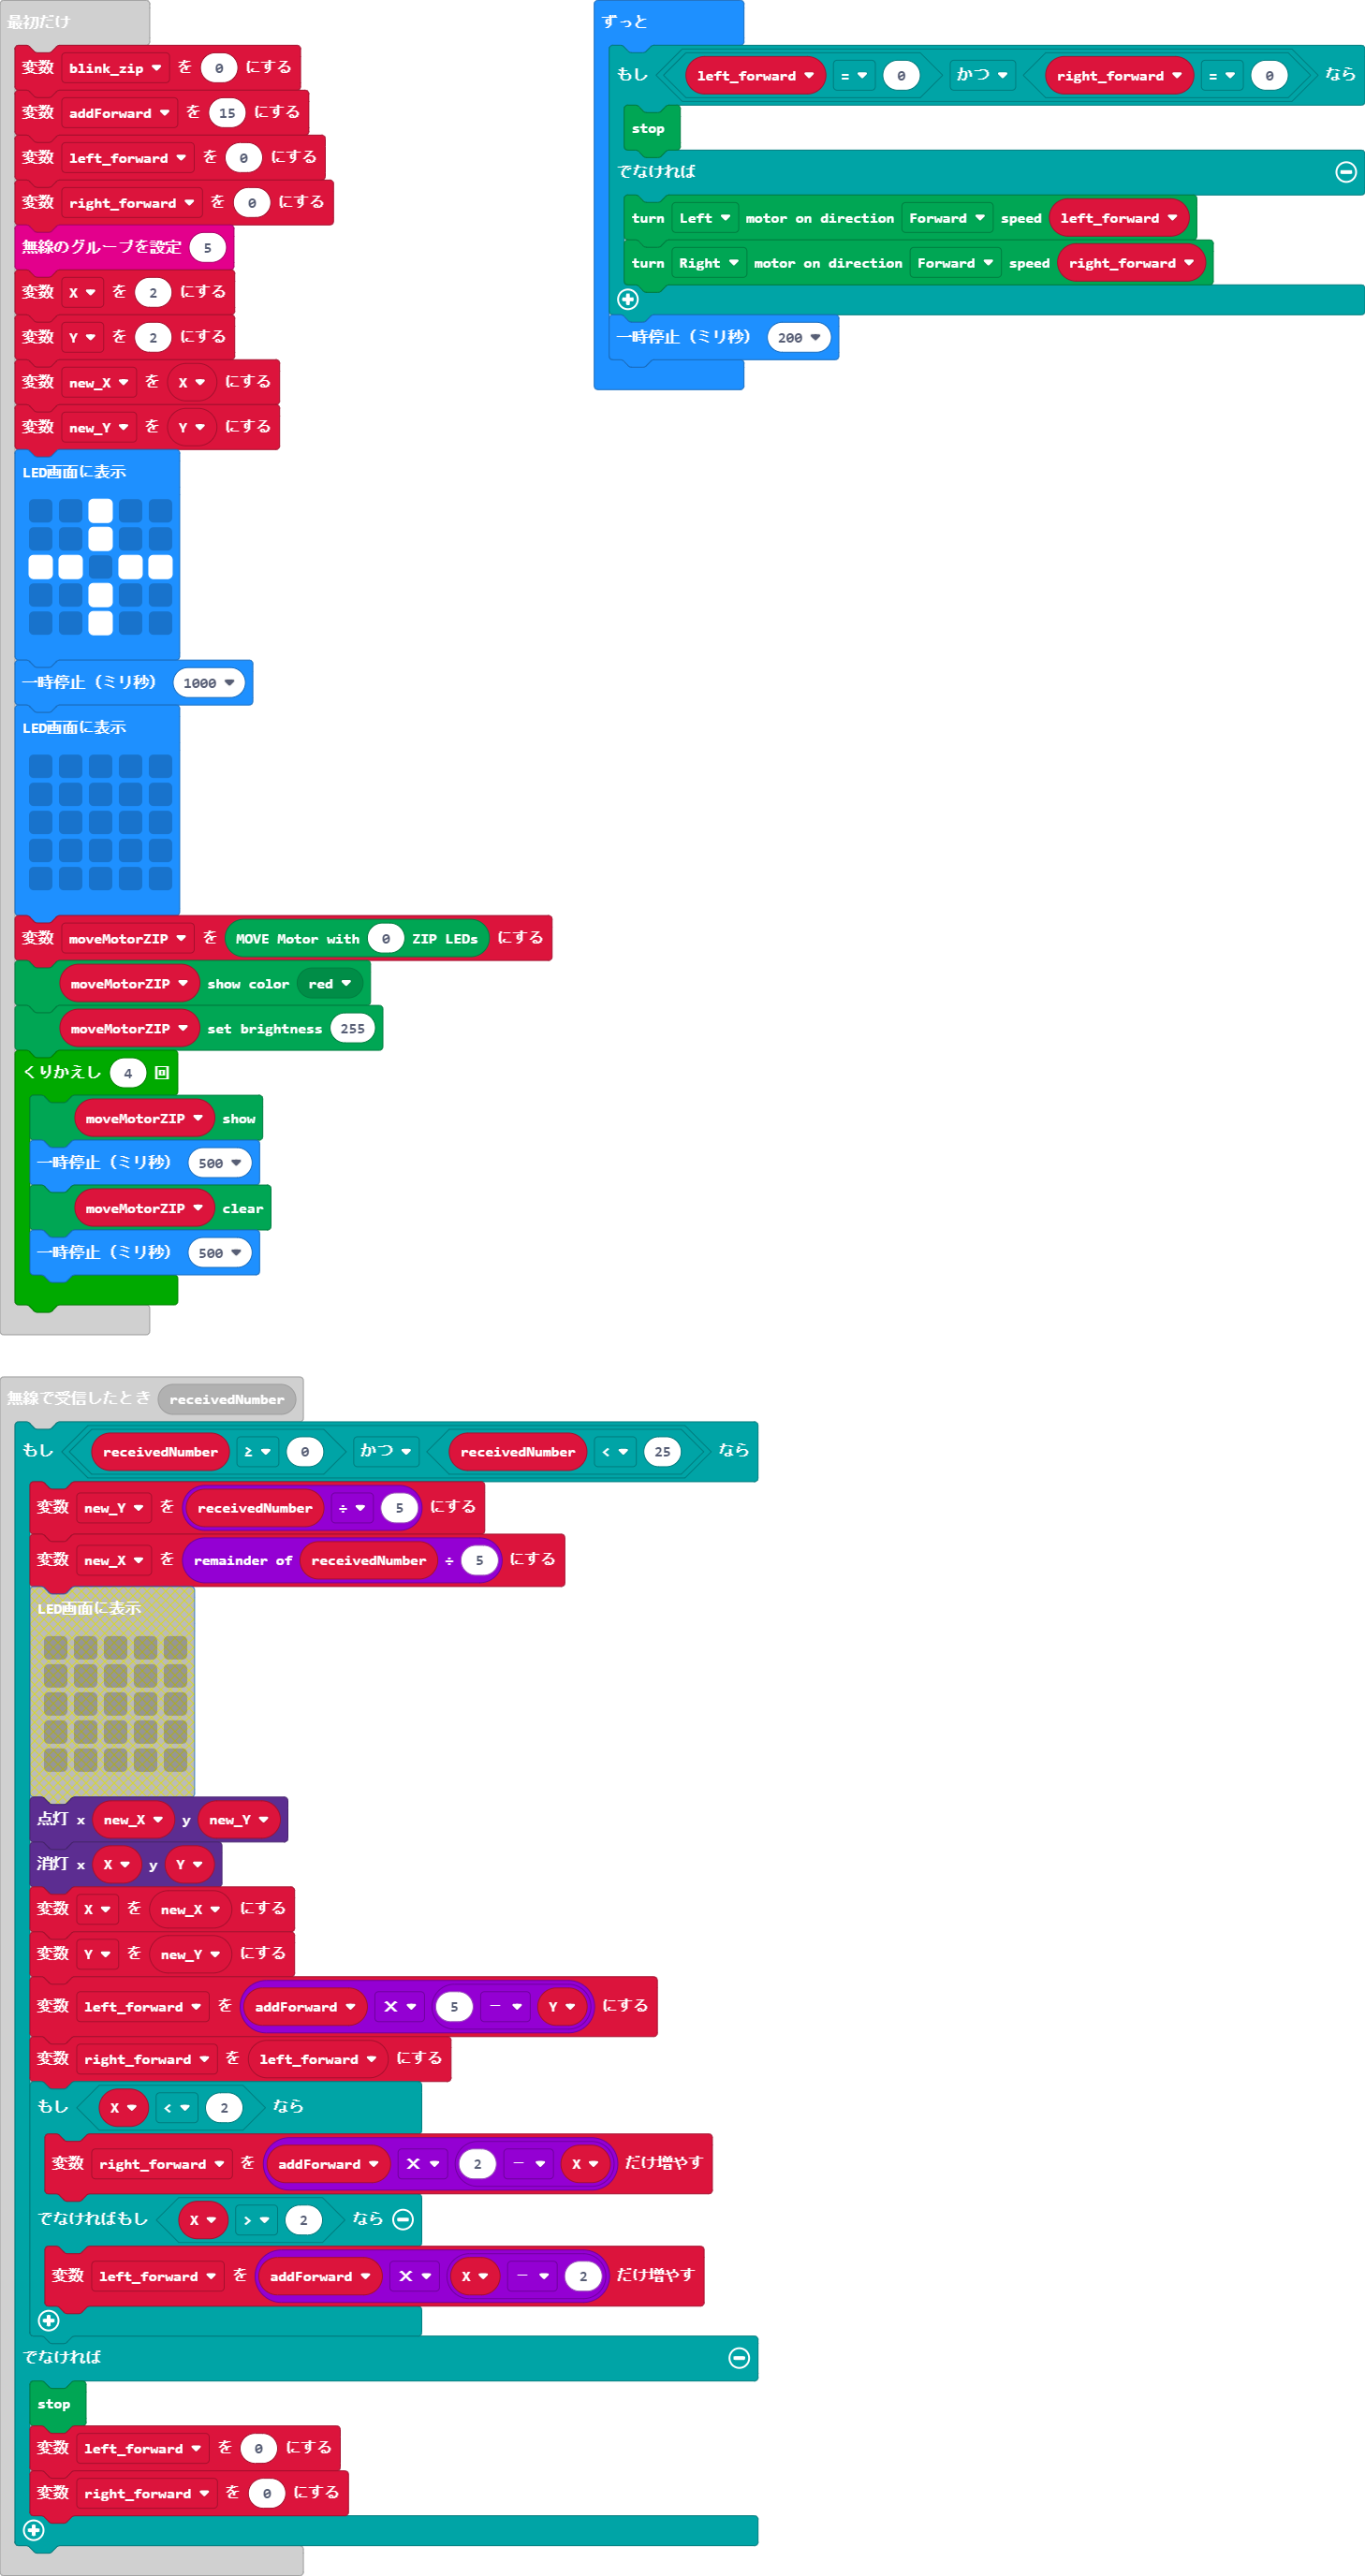 最初だけ
変数 blink_zip を 0 にする
変数 addForward を 15 にする
変数 left_forward を 0 にする
変数 right_forward を 0 にする
無線のグループを設定 5
変数 X を 2 にする
変数 Y を 2 にする
変数 new_X を X にする
変数 new_Y を Y にする
LED画面に表示
一時停止（ミリ秒） 1000
LED画面に表示
変数 moveMotorZIP を MOVE Motor with 0 ZIP LEDs にする
moveMotorZIP show color red
moveMotorZIP set brightness 255
くりかえし 4 回
moveMotorZIP show
一時停止（ミリ秒） 500
moveMotorZIP clear
一時停止（ミリ秒） 500
ずっと
もし left_forward = 0 かつ right_forward = 0 なら
stop
でなければ
turn Left motor on direction Forward speed left_forward
turn Right motor on direction Forward speed right_forward
一時停止（ミリ秒） 200
無線で受信したとき receivedNumber
もし receivedNumber ≥ 0 かつ receivedNumber < 25 なら
変数 new_Y を receivedNumber ÷ 5 にする
変数 new_X を remainder of receivedNumber ÷ 5 にする
LED画面に表示
点灯 x new_X y new_Y
消灯 x X y Y
変数 X を new_X にする
変数 Y を new_Y にする
変数 left_forward を addForward × 5 - Y にする
変数 right_forward を left_forward にする
もし X < 2 なら
変数 right_forward を addForward × 2 - X だけ増やす
でなければもし X > 2 なら
変数 left_forward を addForward × X - 2 だけ増やす
でなければ
stop
変数 left_forward を 0 にする
変数 right_forward を 0 にする